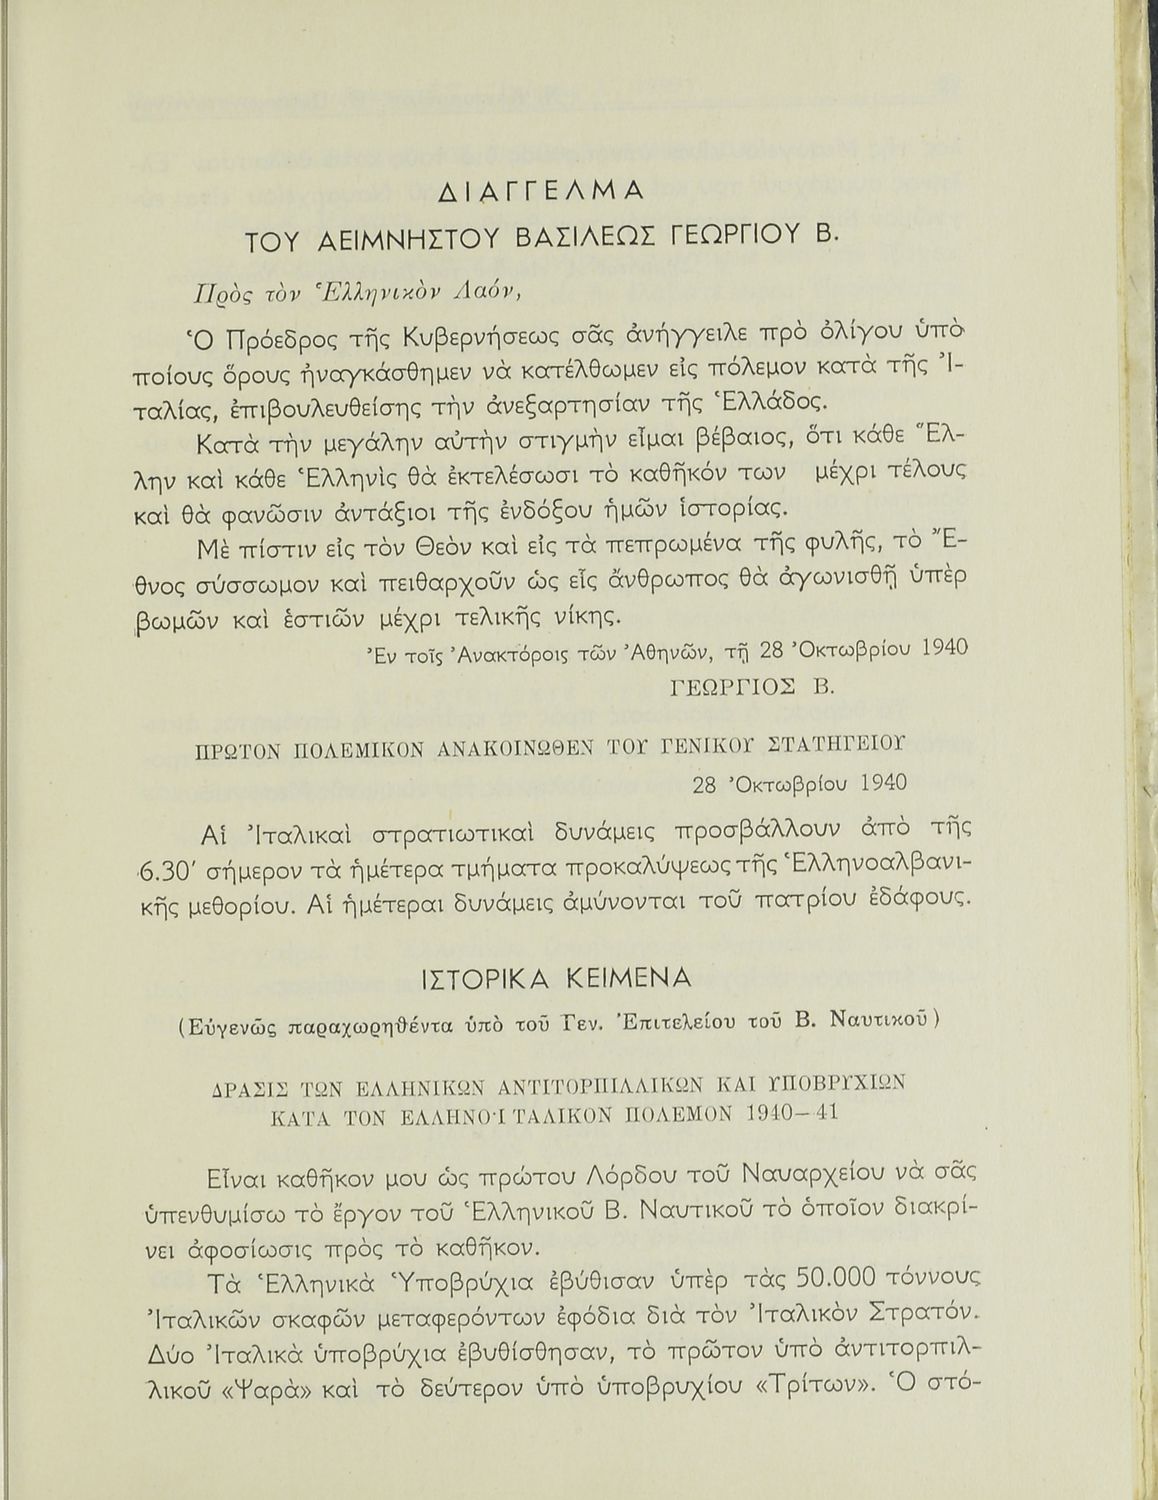 ΔΙΑΓΓΕΛΜΑ
ΤΟΥ ΑΕΙΜΝΗΣΤΟΥ ΒΑΣΙΛΕΩΣ ΓΕΩΡΓΙΟΥ Β.
Πρὸς τὸν Ἑλληνικὸν Λαόν,
Ὁ Πρόεδρος τῆς Κυβερνήσεως σᾶς ἀνήγγειλε πρὸ ὀλίγου ὑπὸ
ποίους ὅρους ἠναγκάσθημεν νὰ κατέλθωμεν εἰς πόλεμον κατὰ τῆς Ἰ-
ταλίας, ἐπιβουλευθείσης τὴν ἀνεξαρτησίαν τῆς Ἑλλάδος.
Κατὰ τὴν μεγάλην αὐτὴν στιγμὴν εἶμαι βέβαιος, ὅτι κάθε Ἕλ-
λην καὶ κάθε Ἑλληνὶς θὰ ἐκτελέσωσι τὸ καθῆκόν των μέχρι τέλους
καὶ θὰ φανῶσιν ἀντάξιοι τῆς ἐνδόξου ἡμῶν ἱστορίας.
Μὲ πίστιν εἰς τὸν Θεὸν καὶ εἰς τὰ πεπρωμένα τῆς φυλῆς, τὸ Ἔ-
θνος σύσσωμον καὶ πειθαρχοῦν ὡς εἷς ἄνθρωπος θὰ ἀγωνισθῇ ὑπὲρ
βωμῶν καὶ ἑστιῶν μέχρι τελικῆς νίκης.
Ἐν τοῖς Ἀνακτόροις τῶν Ἀθηνῶν, τῇ 28 Ὀκτωβρίου 1940
ΓΕΩΡΓΙΟΣ Β.
ΠΡΩΤΟΝ ΠΟΛΕΜΙΚΟΝ ΑΝΑΚΟΙΝΩΘΕΝ ΤΟΥ ΓΕΝΙΚΟΥ ΣΤΑΤΗΓΕΙΟΥ
28 Ὀκτωβρίου 1940
Αἱ Ἰταλικαὶ στρατιωτικαὶ δυνάμεις προσβάλλουν ἀπὸ τῆς
6.30′ σήμερον τὰ ἡμέτερα τμήματα προκαλύψεως τῆς Ἑλληνοαλβανι-
κῆς μεθορίου. Αἱ ἡμέτεραι δυνάμεις ἀμύνονται τοῦ πατρίου ἐδάφους.
ΙΣΤΟΡΙΚΑ ΚΕΙΜΕΝΑ
(Εὐγενῶς παραχωρηθέντα ὑπὸ τοῦ Γεν. Ἐπιτελείου τοῦ Β. Ναυτικοῦ)
ΔΡΑΣΙΣ ΤΩΝ ΕΛΛΗΝΙΚΩΝ ΑΝΤΙΤΟΡΠΙΛΛΙΚΩΝ ΚΑΙ ΥΠΟΒΡΥΧΙΩΝ
ΚΑΤΑ ΤΟΝ ΕΛΛΗΝΟ·Ι ΤΑΛΙΚΟΝ ΠΟΛΕΜΟΝ 1940—41
Εἶναι καθῆκον μου ὡς πρώτου Λόρδου τοῦ Ναυαρχείου νὰ σᾶς
ὑπενθυμίσω τὸ ἔργον τοῦ Ἑλληνικοῦ Β. Ναυτικοῦ τὸ ὁποῖον διακρί-
νει ἀφοσίωσις πρὸς τὸ καθῆκον.
Τὰ Ἑλληνικὰ Ὑποβρύχια ἐβύθισαν ὑπὲρ τὰς 50.000 τόννους
Ἰταλικῶν σκαφῶν μεταφερόντων ἐφόδια διὰ τὸν Ἰταλικὸν Στρατόν.
Δύο Ἰταλικὰ ὑποβρύχια ἐβυθίσθησαν, τὸ πρῶτον ὑπὸ ἀντιτορπιλ-
λικοῦ «Ψαρὰ» καὶ τὸ δεύτερον ὑπὸ ὑποβρυχίου «Τρίτων». Ὁ στό-